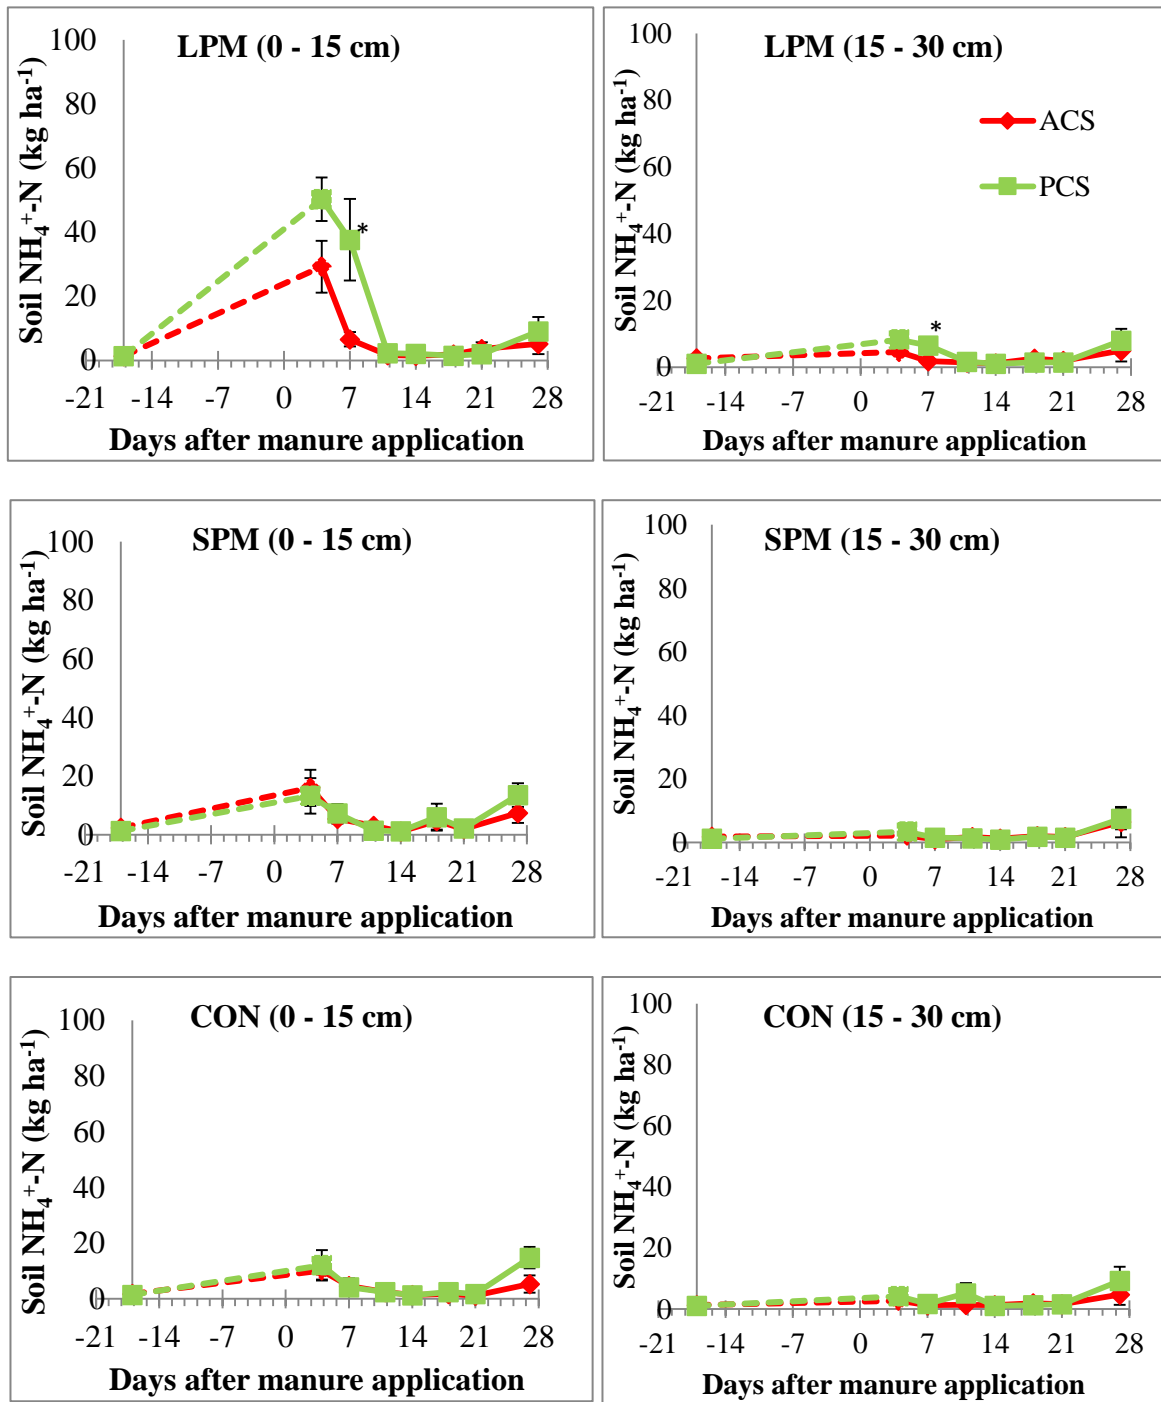 LPM (0 - 15 cm)
Soil NH₄⁺-N (kg ha⁻¹)
100
80
60
40
20
0
*
-21 -14 -7 0 7 14 21 28
Days after manure application
LPM (15 - 30 cm)
Soil NH₄⁺-N (kg ha⁻¹)
100
80
60
40
20
0
ACS
PCS
*
-21 -14 -7 0 7 14 21 28
Days after manure application
SPM (0 - 15 cm)
Soil NH₄⁺-N (kg ha⁻¹)
100
80
60
40
20
0
-21 -14 -7 0 7 14 21 28
Days after manure application
SPM (15 - 30 cm)
Soil NH₄⁺-N (kg ha⁻¹)
100
80
60
40
20
0
-21 -14 -7 0 7 14 21 28
Days after manure application
CON (0 - 15 cm)
Soil NH₄⁺-N (kg ha⁻¹)
100
80
60
40
20
0
-21 -14 -7 0 7 14 21 28
Days after manure application
CON (15 - 30 cm)
Soil NH₄⁺-N (kg ha⁻¹)
100
80
60
40
20
0
-21 -14 -7 0 7 14 21 28
Days after manure application